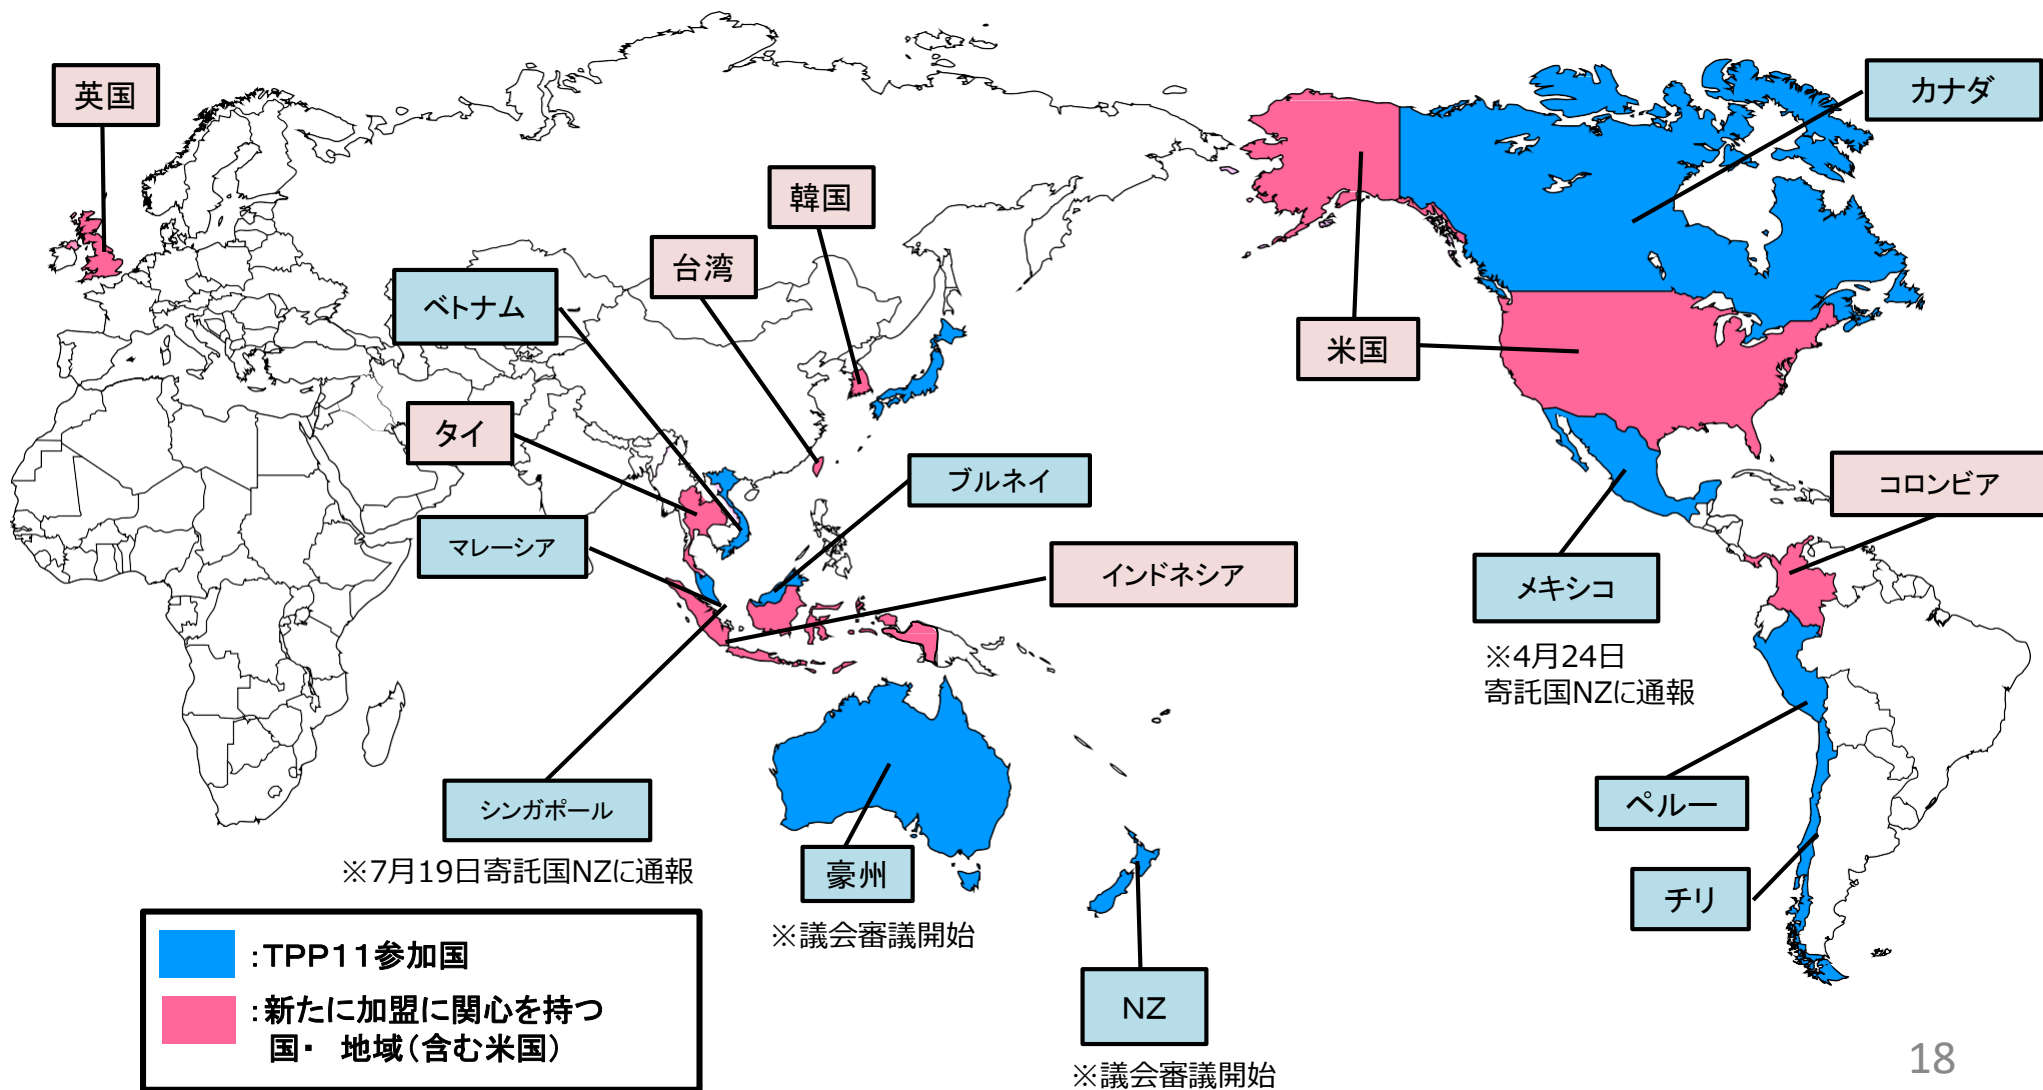 英国
カナダ
韓国
台湾
ベトナム
米国
タイ
ブルネイ
コロンビア
マレーシア
インドネシア
メキシコ
※4月24日
寄託国NZに通報
シンガポール
※7月19日寄託国NZに通報
豪州
※議会審議開始
ペルー
チリ
NZ
※議会審議開始
:TPP11参加国
:新たに加盟に関心を持つ
国・ 地域(含む米国)
18